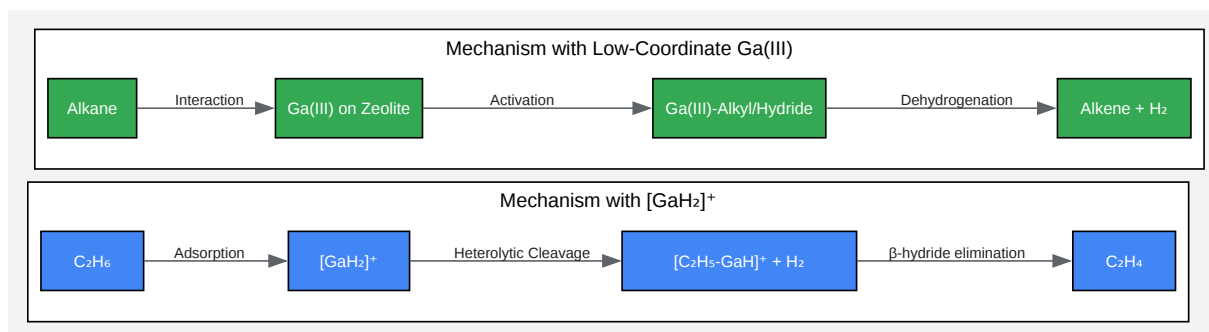 Mechanism with Low-Coordinate Ga(III)
Alkane
Interaction
Ga(III) on Zeolite
Activation
Ga(III)-Alkyl/Hydride
Dehydrogenation
Alkene + H₂
Mechanism with [GaH₂]⁺
C₂H₆
Adsorption
[GaH₂]⁺
Heterolytic Cleavage
[C₂H₅-GaH]⁺ + H₂
β-hydride elimination
C₂H₄